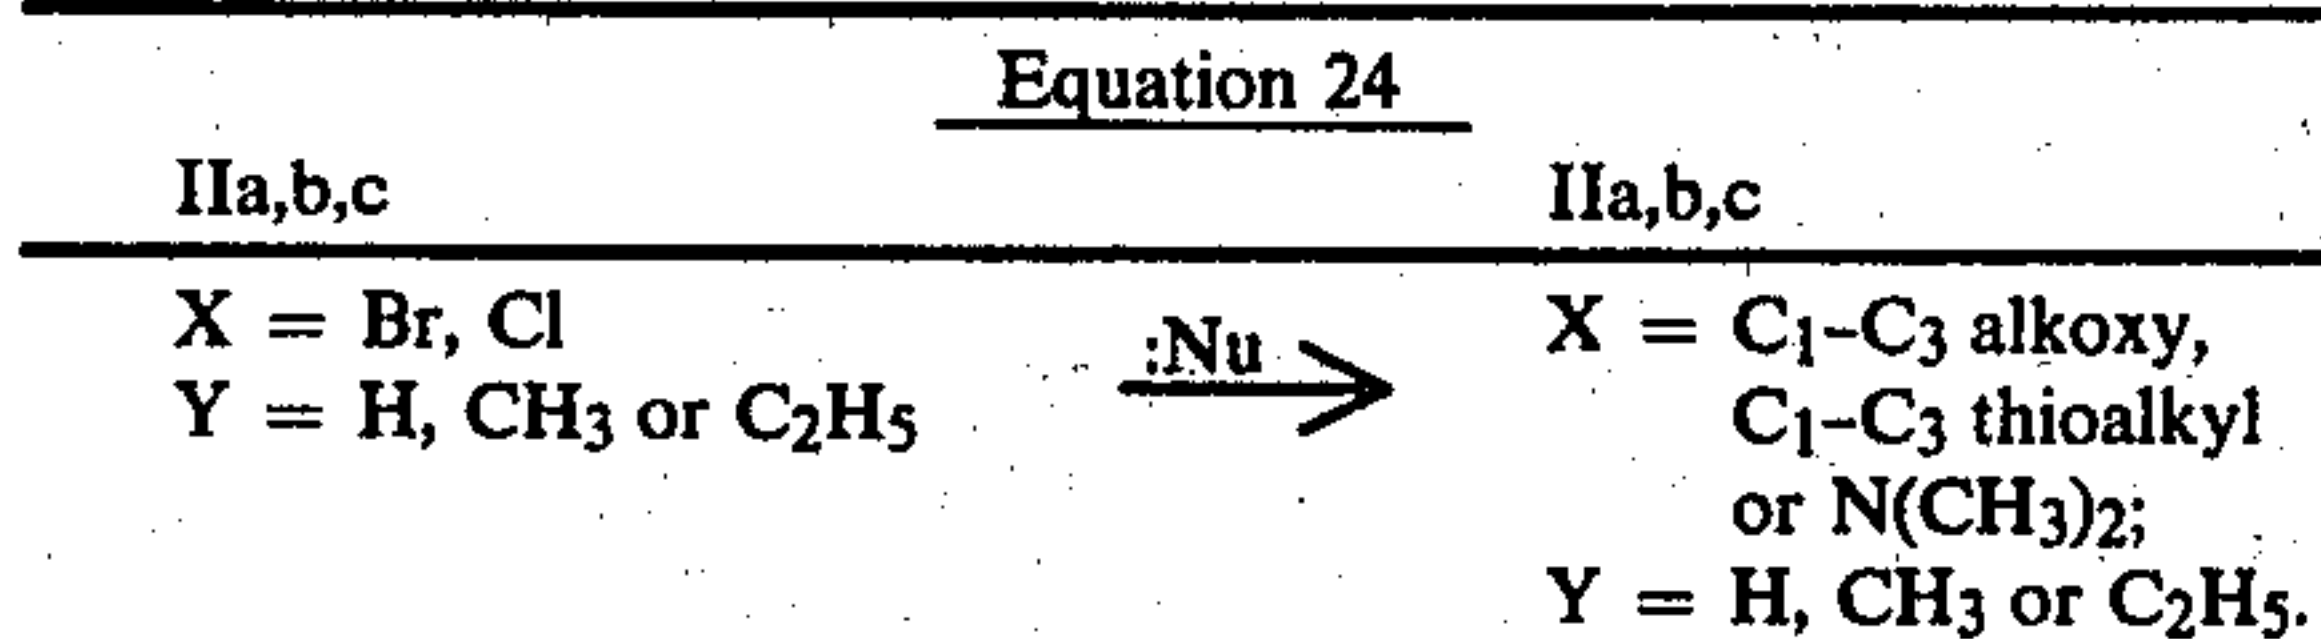 Equation 24
IIa,b,c IIa,b,c
X = Br, Cl :Nu X = C1–C3 alkoxy,
Y = H, CH3 or C2H5 C1–C3 thioalkyl
or N(CH3)2;
Y = H, CH3 or C2H5.